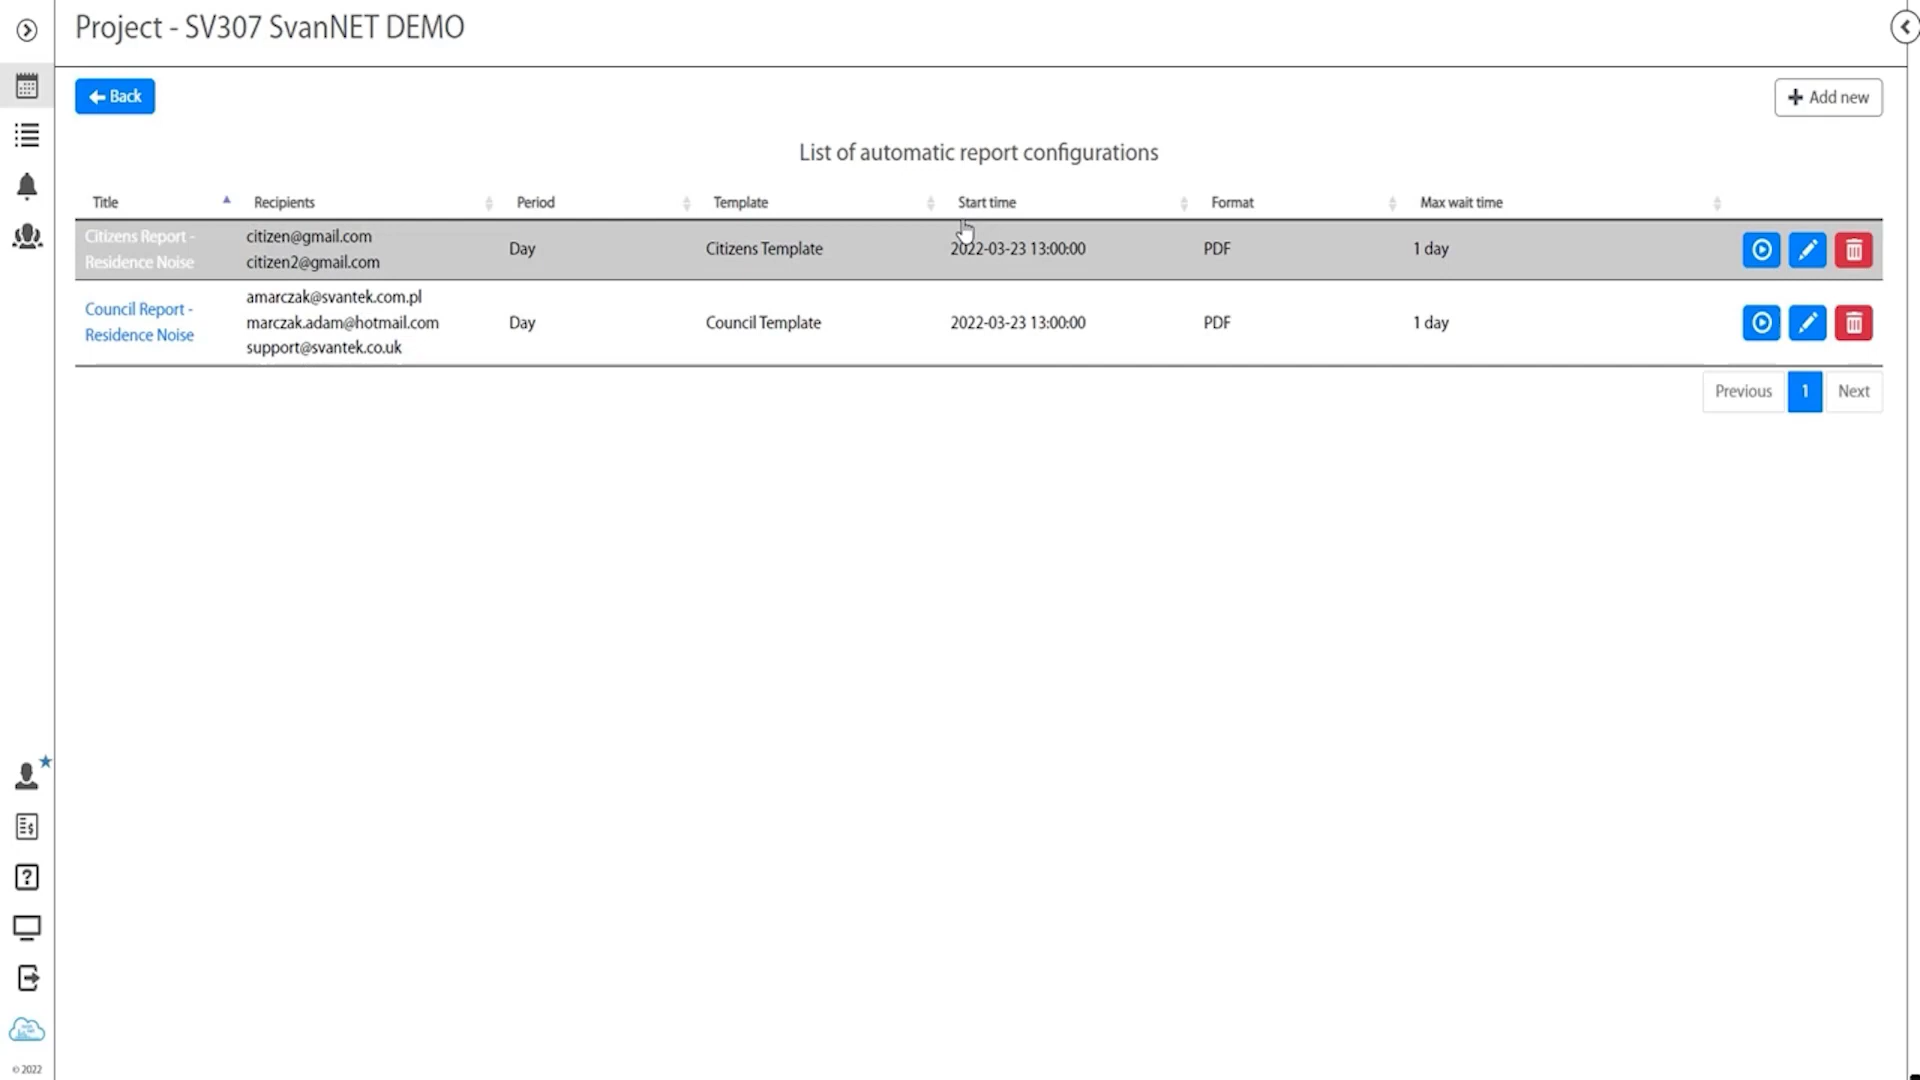 Project - SV307 SvanNET DEMO
Back
Add new
List of automatic report configurations
Title Recipients Period Template Start time Format Max wait time
Citizens Report -
Residence Noise
citizen@gmail.com
citizen2@gmail.com
Day
Citizens Template
2022-03-23 13:00:00
PDF
1 day
Council Report -
Residence Noise
amarczak@svantek.com.pl
marczak.adam@hotmail.com
support@svantek.co.uk
Day
Council Template
2022-03-23 13:00:00
PDF
1 day
Previous 1 Next
© 2022